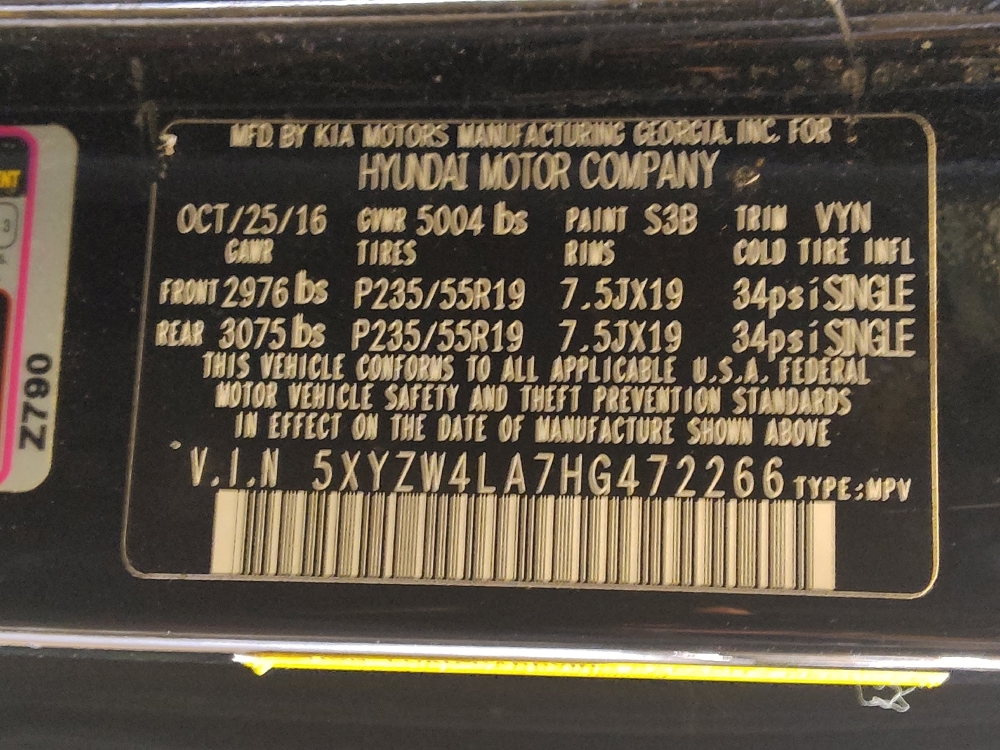 MFD BY KIA MOTORS MANUFACTURING GEORGIA. INC. FOR
HYUNDAI MOTOR COMPANY
OCT/25/16 GVWR 5004 lbs PAINT S3B TRIM VYN
GAWR TIRES RIMS COLD TIRE INFL
FRONT 2976 lbs P235/55R19 7.5JX19 34psi SINGLE
REAR 3075 lbs P235/55R19 7.5JX19 34psi SINGLE
THIS VEHICLE CONFORMS TO ALL APPLICABLE U.S.A. FEDERAL
MOTOR VEHICLE SAFETY AND THEFT PREVENTION STANDARDS
IN EFFECT ON THE DATE OF MANUFACTURE SHOWN ABOVE
V.I.N 5XYZW4LA7HG472266 TYPE:MPV
Z790
3